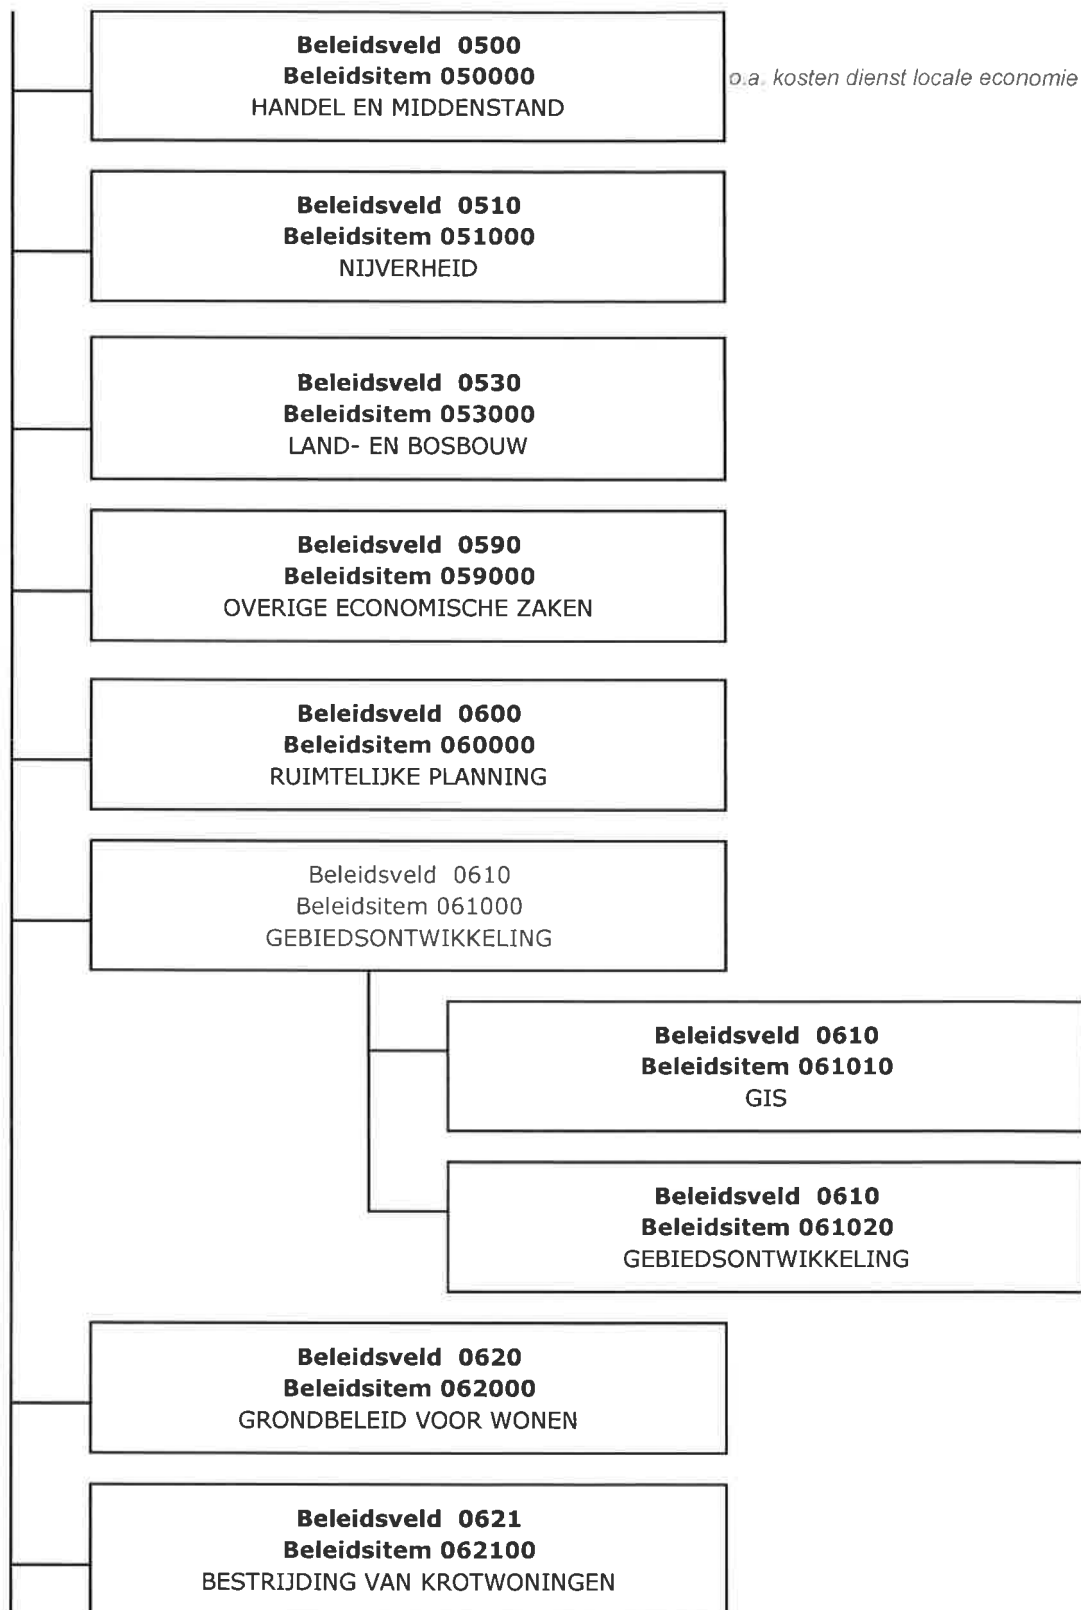 Beleidsveld 0500
Beleidsitem 050000
HANDEL EN MIDDENSTAND
o.a. kosten dienst locale economie
Beleidsveld 0510
Beleidsitem 051000
NIJVERHEID
Beleidsveld 0530
Beleidsitem 053000
LAND- EN BOSBOUW
Beleidsveld 0590
Beleidsitem 059000
OVERIGE ECONOMISCHE ZAKEN
Beleidsveld 0600
Beleidsitem 060000
RUIMTELIJKE PLANNING
Beleidsveld 0610
Beleidsitem 061000
GEBIEDSONTWIKKELING
Beleidsveld 0610
Beleidsitem 061010
GIS
Beleidsveld 0610
Beleidsitem 061020
GEBIEDSONTWIKKELING
Beleidsveld 0620
Beleidsitem 062000
GRONDBELEID VOOR WONEN
Beleidsveld 0621
Beleidsitem 062100
BESTRIJDING VAN KROTWONINGEN